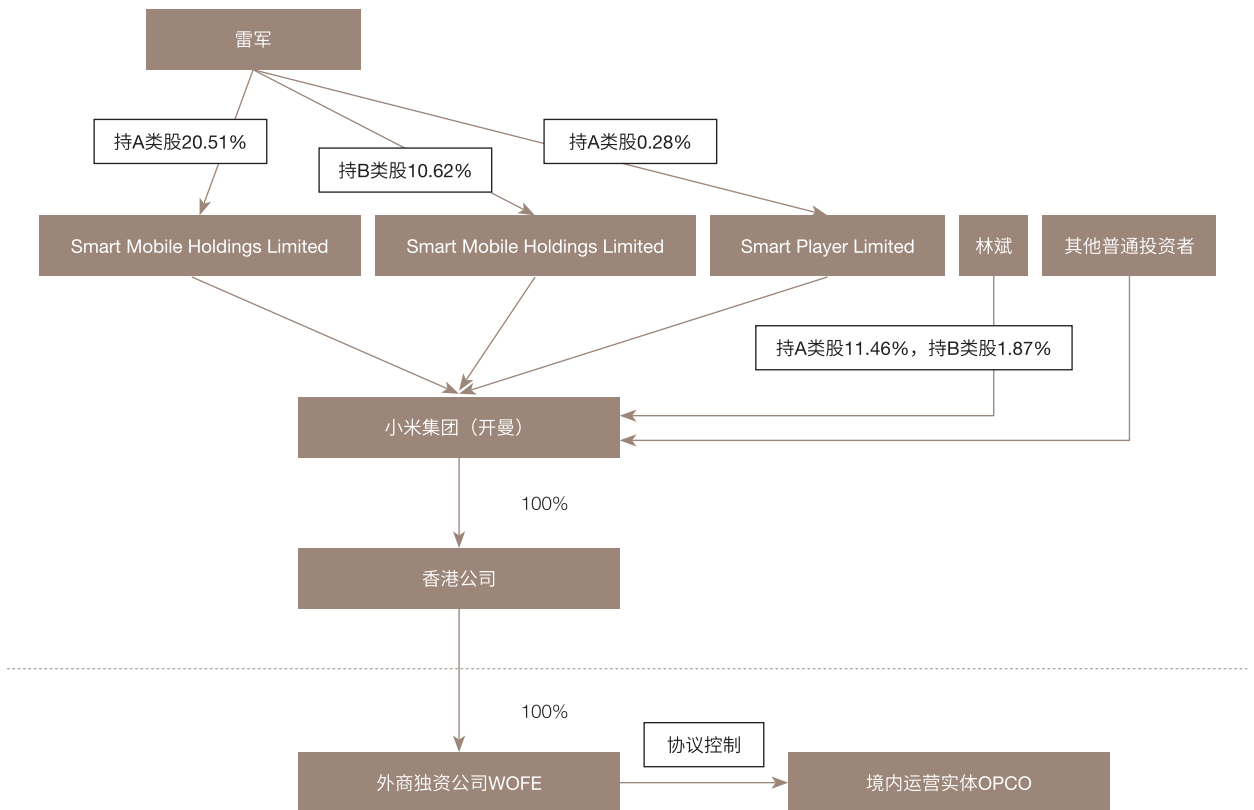 雷军
持A类股20.51%
持B类股10.62%
持A类股0.28%
Smart Mobile Holdings Limited
Smart Mobile Holdings Limited
Smart Player Limited
林斌
其他普通投资者
持A类股11.46%，持B类股1.87%
小米集团（开曼）
100%
香港公司
100%
协议控制
外商独资公司WOFE
境内运营实体OPCO